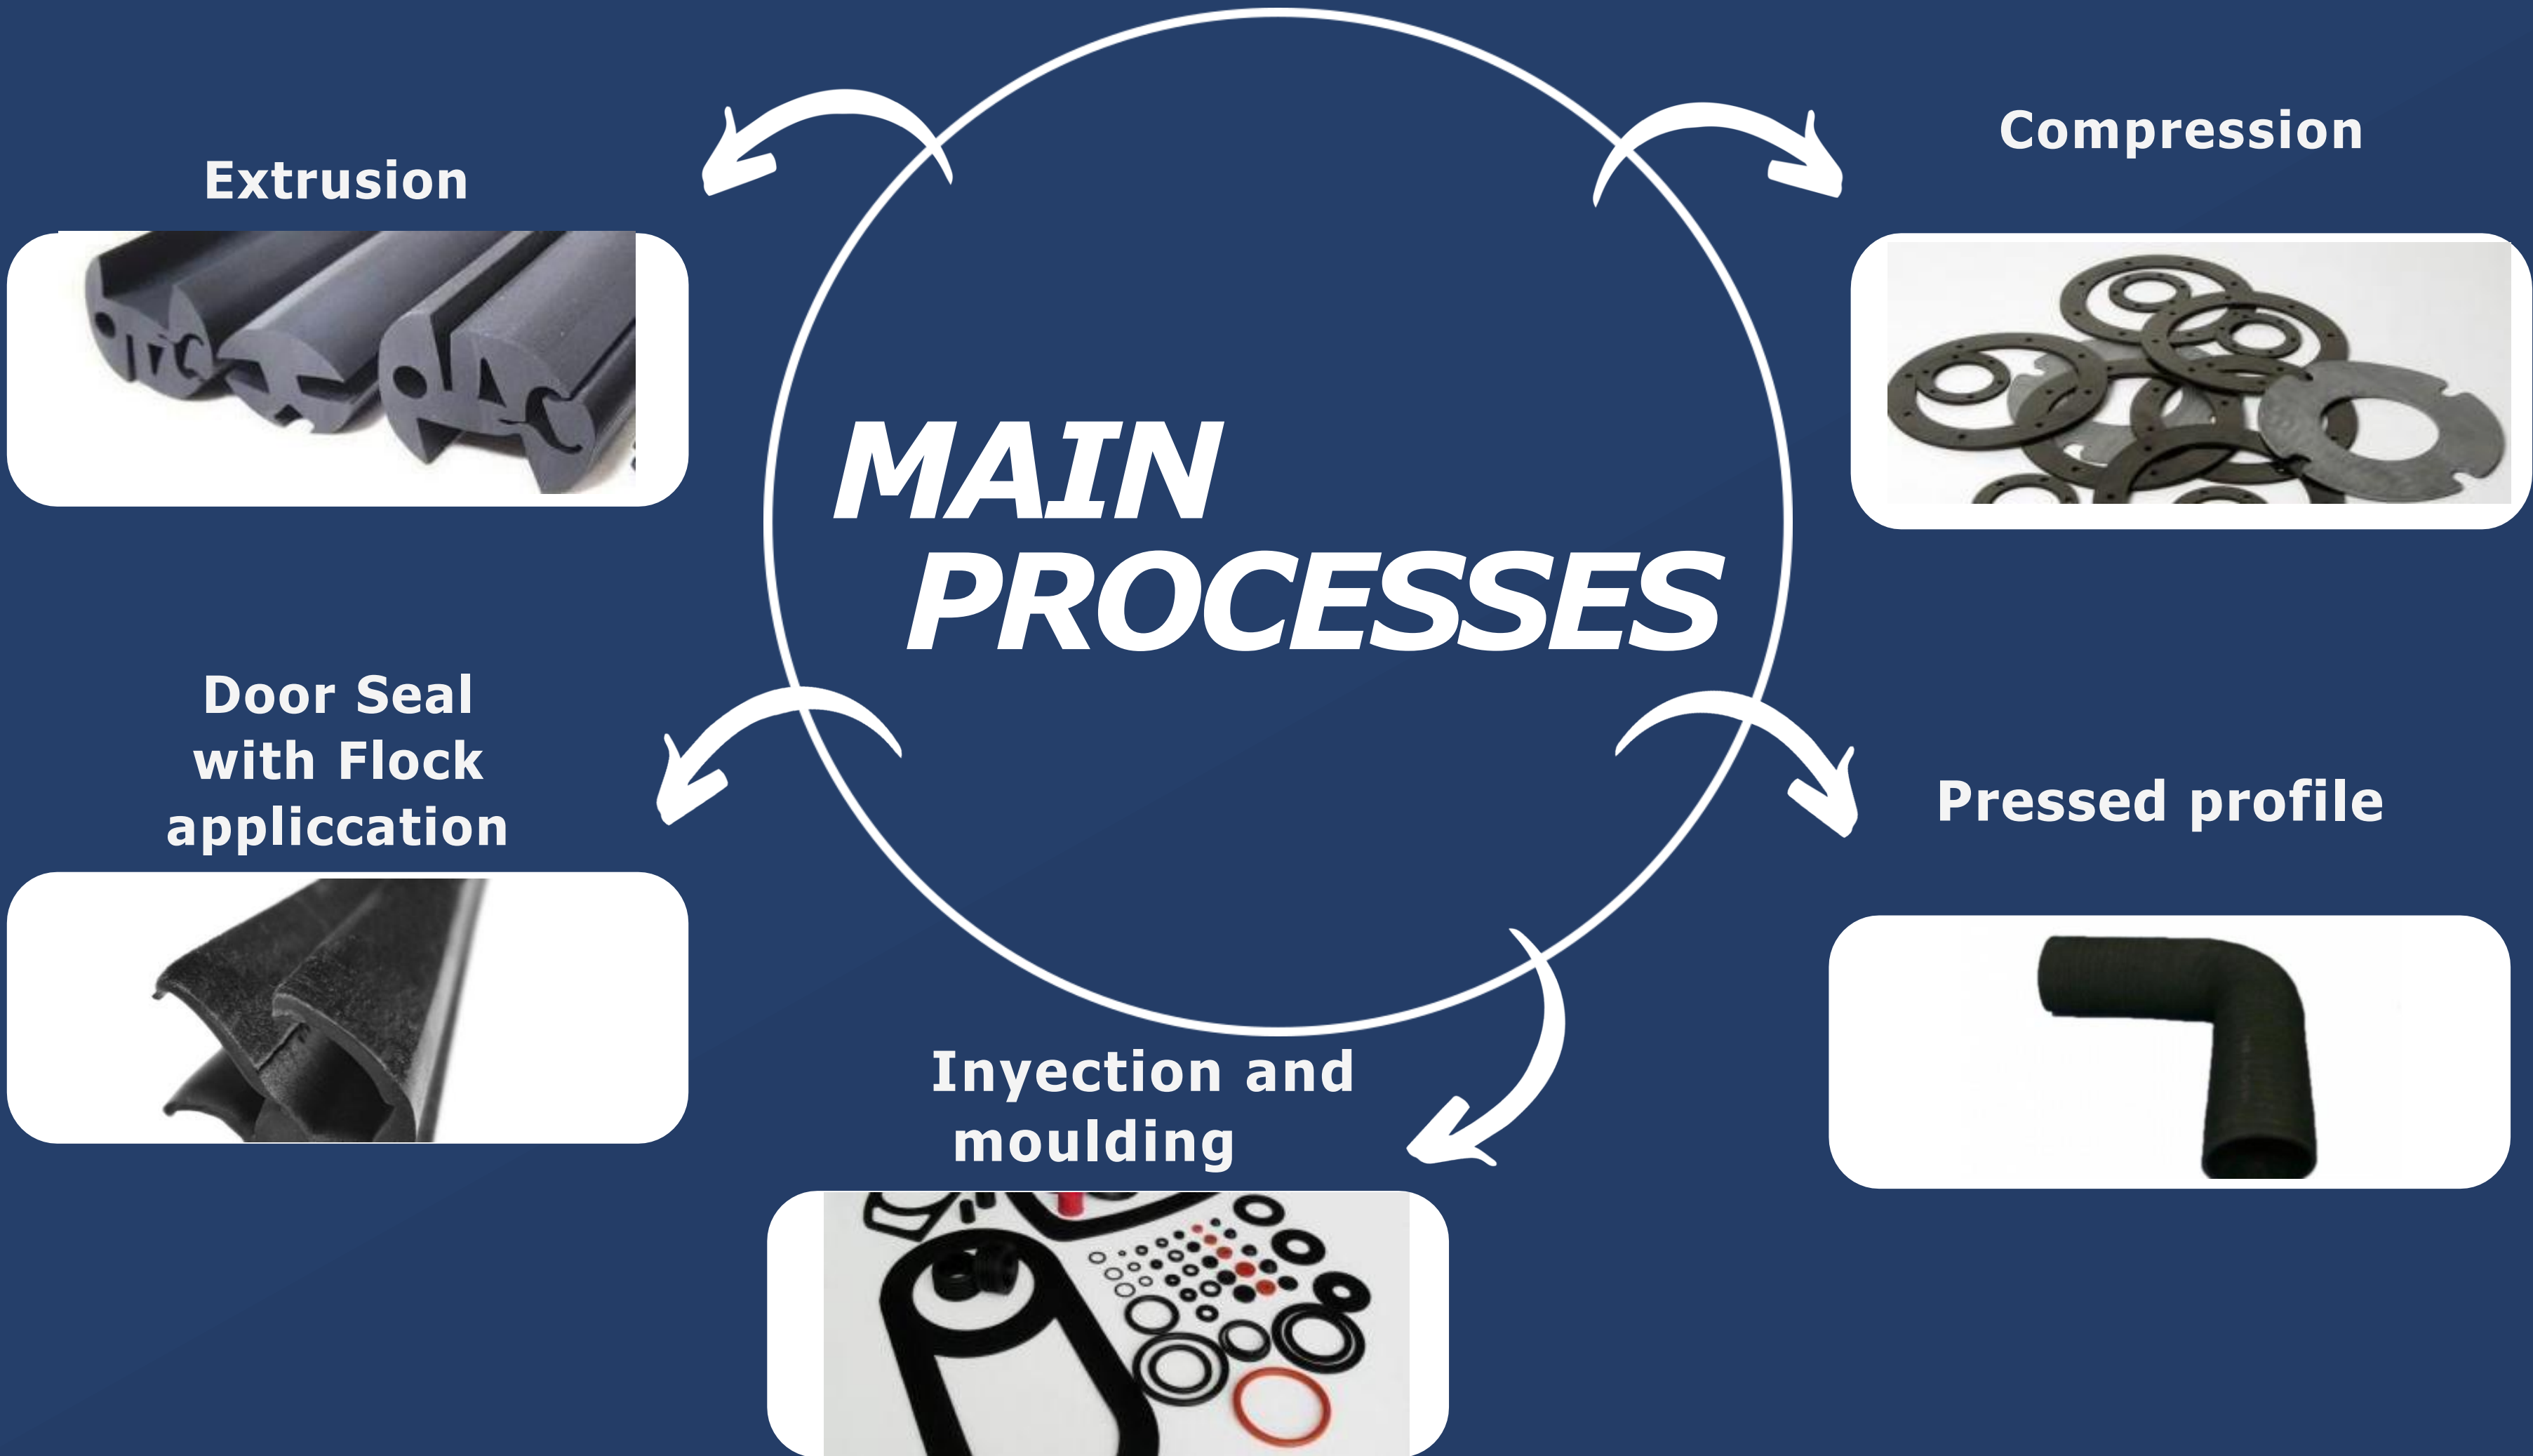 Extrusion
Compression
MAIN
PROCESSES
Door Seal
with Flock
appliccation
Pressed profile
Inyection and
moulding